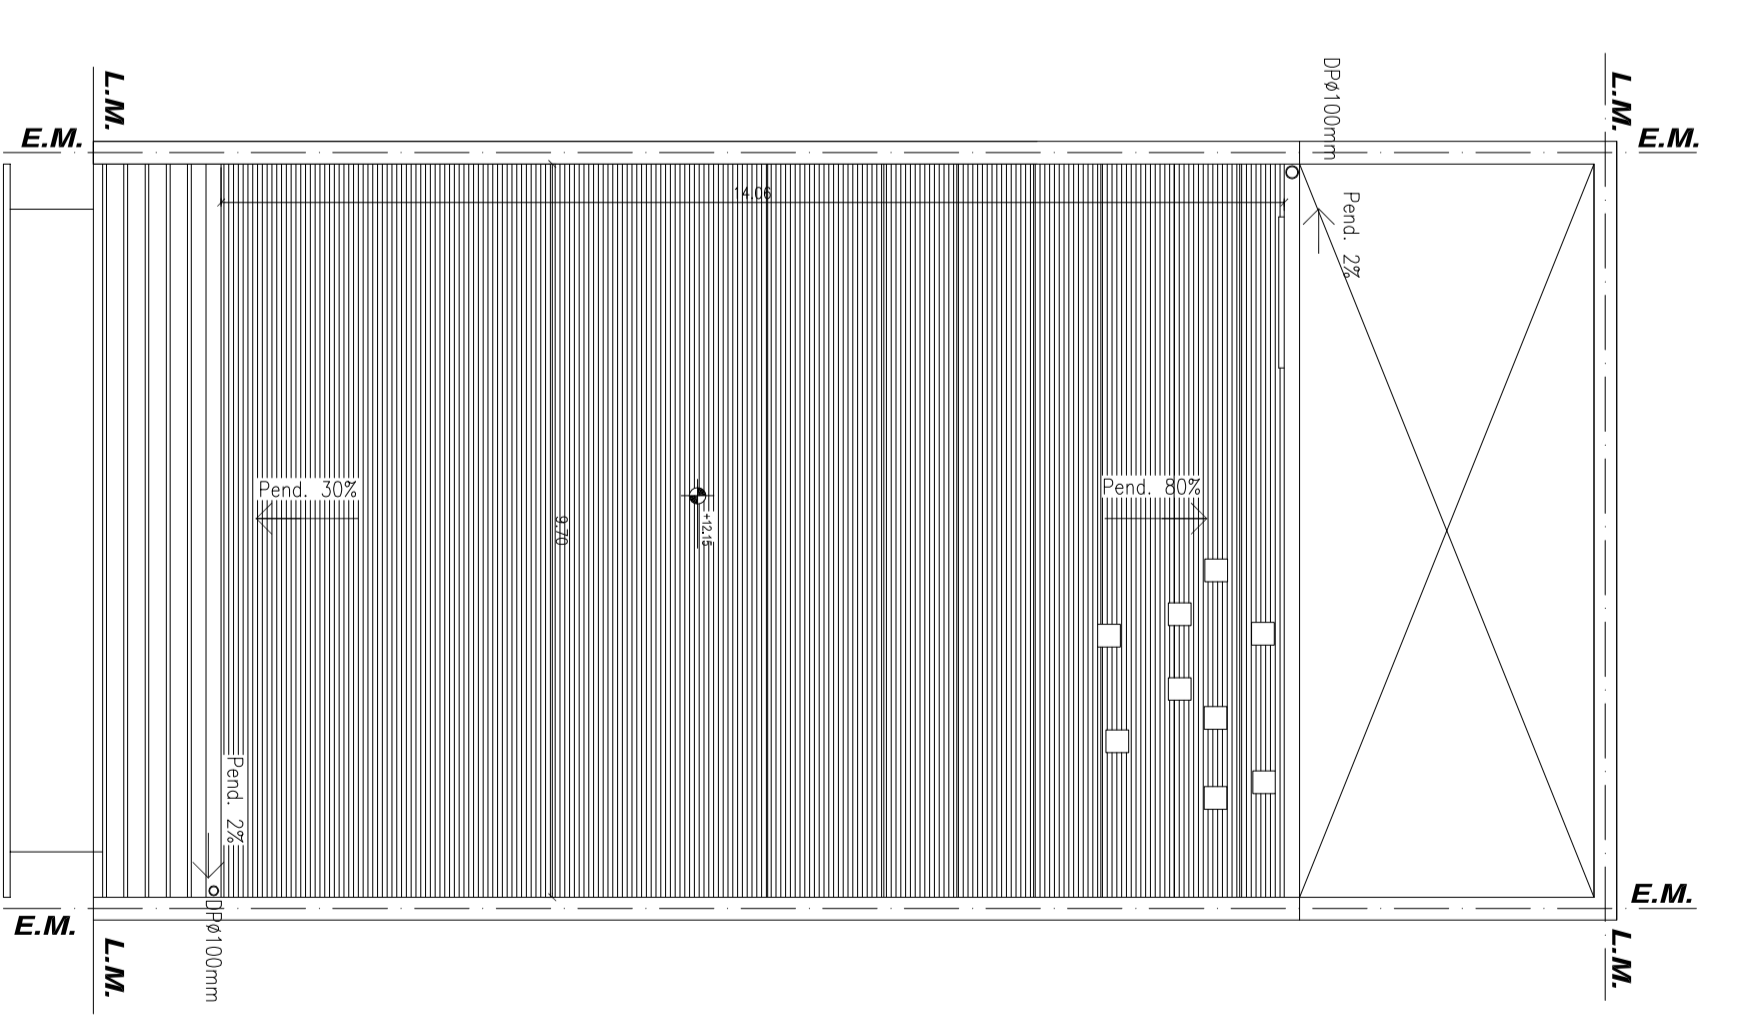 L.M.
DPø100mm
L.M.
E.M.
E.M.
14.06
Pend. 2%
Pend. 30%
9.70
+12.15
Pend. 80%
Pend. 2%
E.M.
E.M.
DPø100mm
L.M.
L.M.